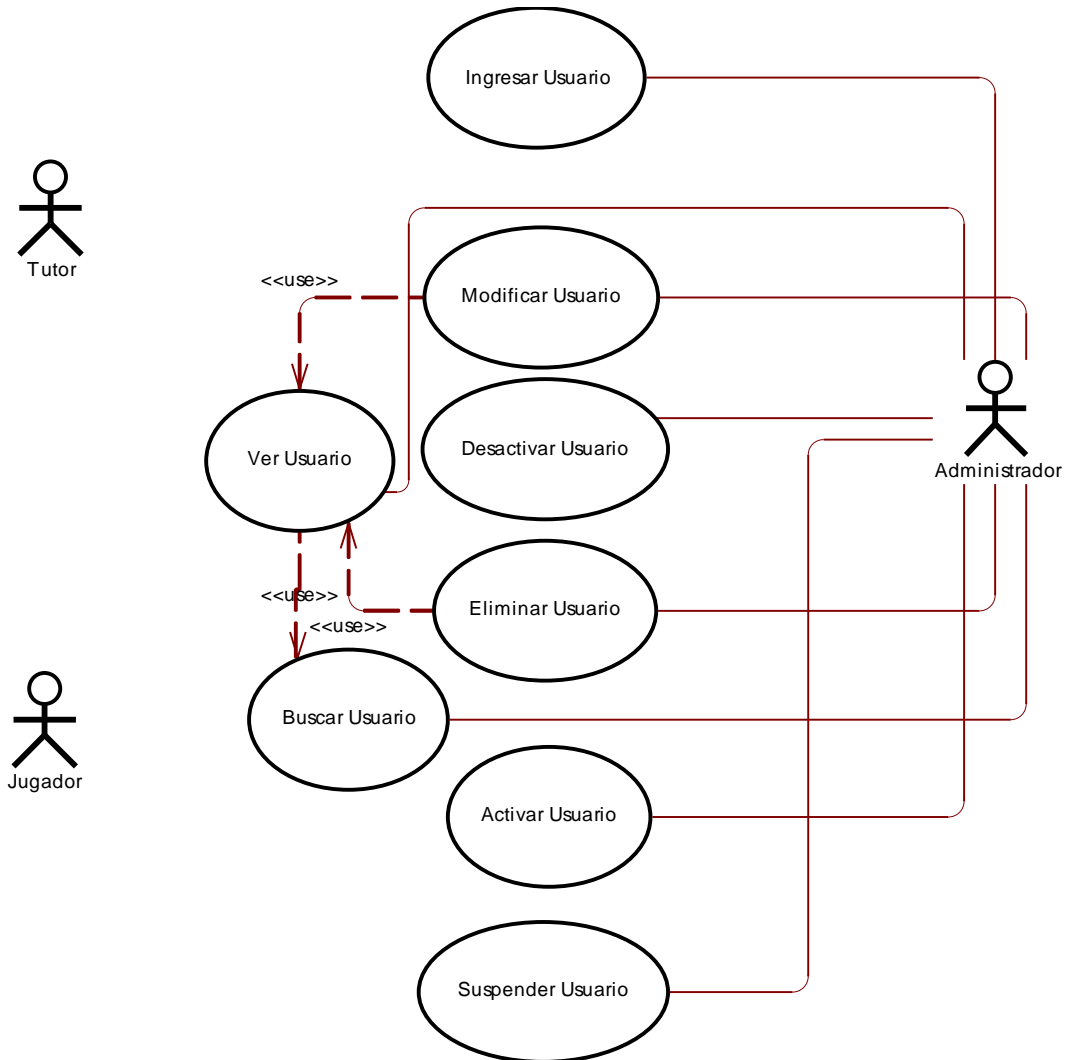 Ingresar Usuario
Tutor
<<use>>
Modificar Usuario
Ver Usuario
Desactivar Usuario
Administrador
<<use>>
Eliminar Usuario
<<use>>
Buscar Usuario
Jugador
Activar Usuario
Suspender Usuario